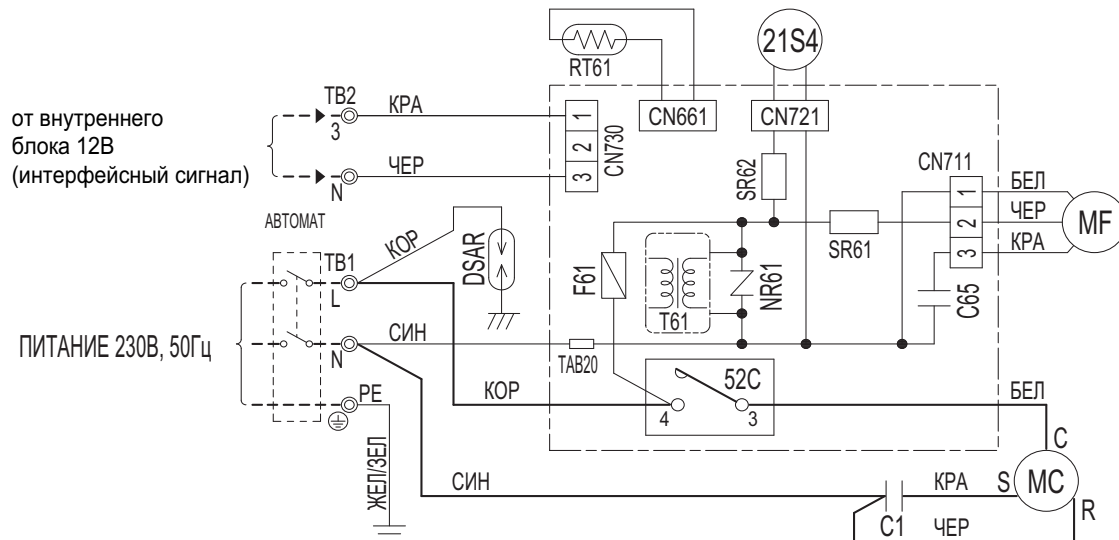 21S4
RT61
TB2
КРА
CN661
CN721
от внутреннего
блока 12В
(интерфейсный сигнал)
3
1
2
3
CN730
ЧЕР
N
SR62
CN711
1
2
3
БЕЛ
ЧЕР
КРА
MF
АВТОМАТ
КОР
DSAR
SR61
TB1
L
F61
T61
NR61
C65
ПИТАНИЕ 230В, 50Гц
СИН
N
TAB20
52C
PE
КОР
4
3
БЕЛ
ЖЕЛ/ЗЕЛ
C
СИН
КРА
S
MC
R
C1
ЧЕР